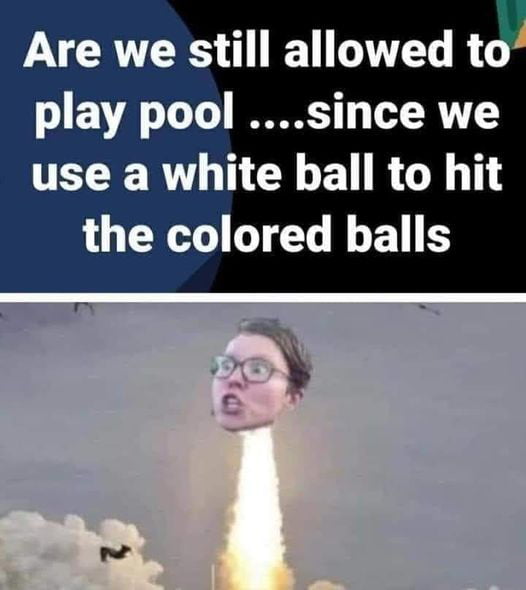 Are we still allowed to
play pool ....since we
use a white ball to hit
the colored balls